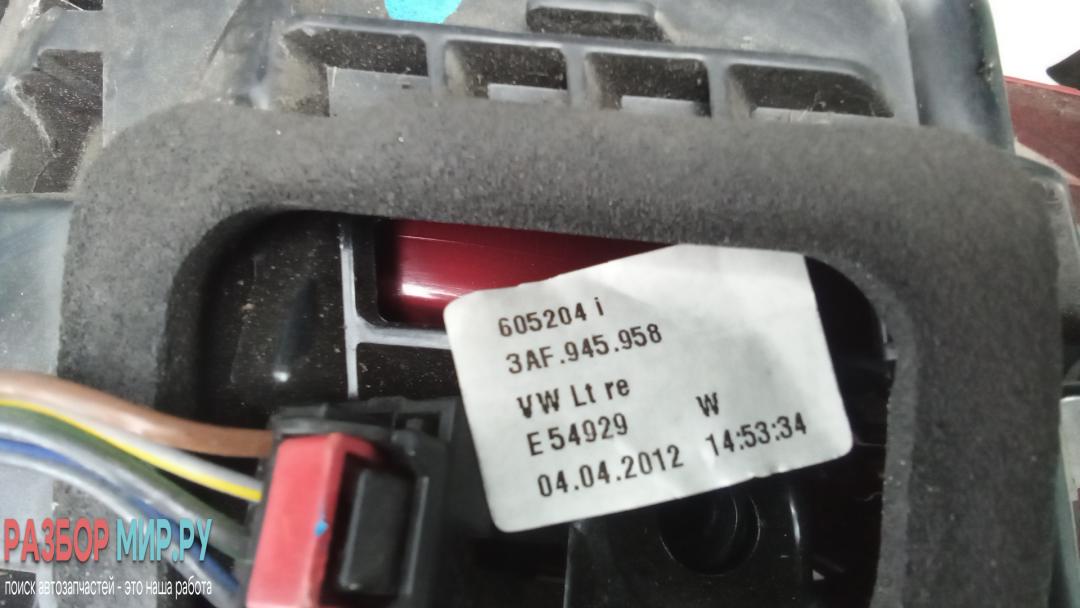 605204 i
3AF.945.958
VW Lt re
E54929 W
04.04.2012 14:53:34
РАЗБОР МИР.РУ
поиск автозапчастей - это наша работа